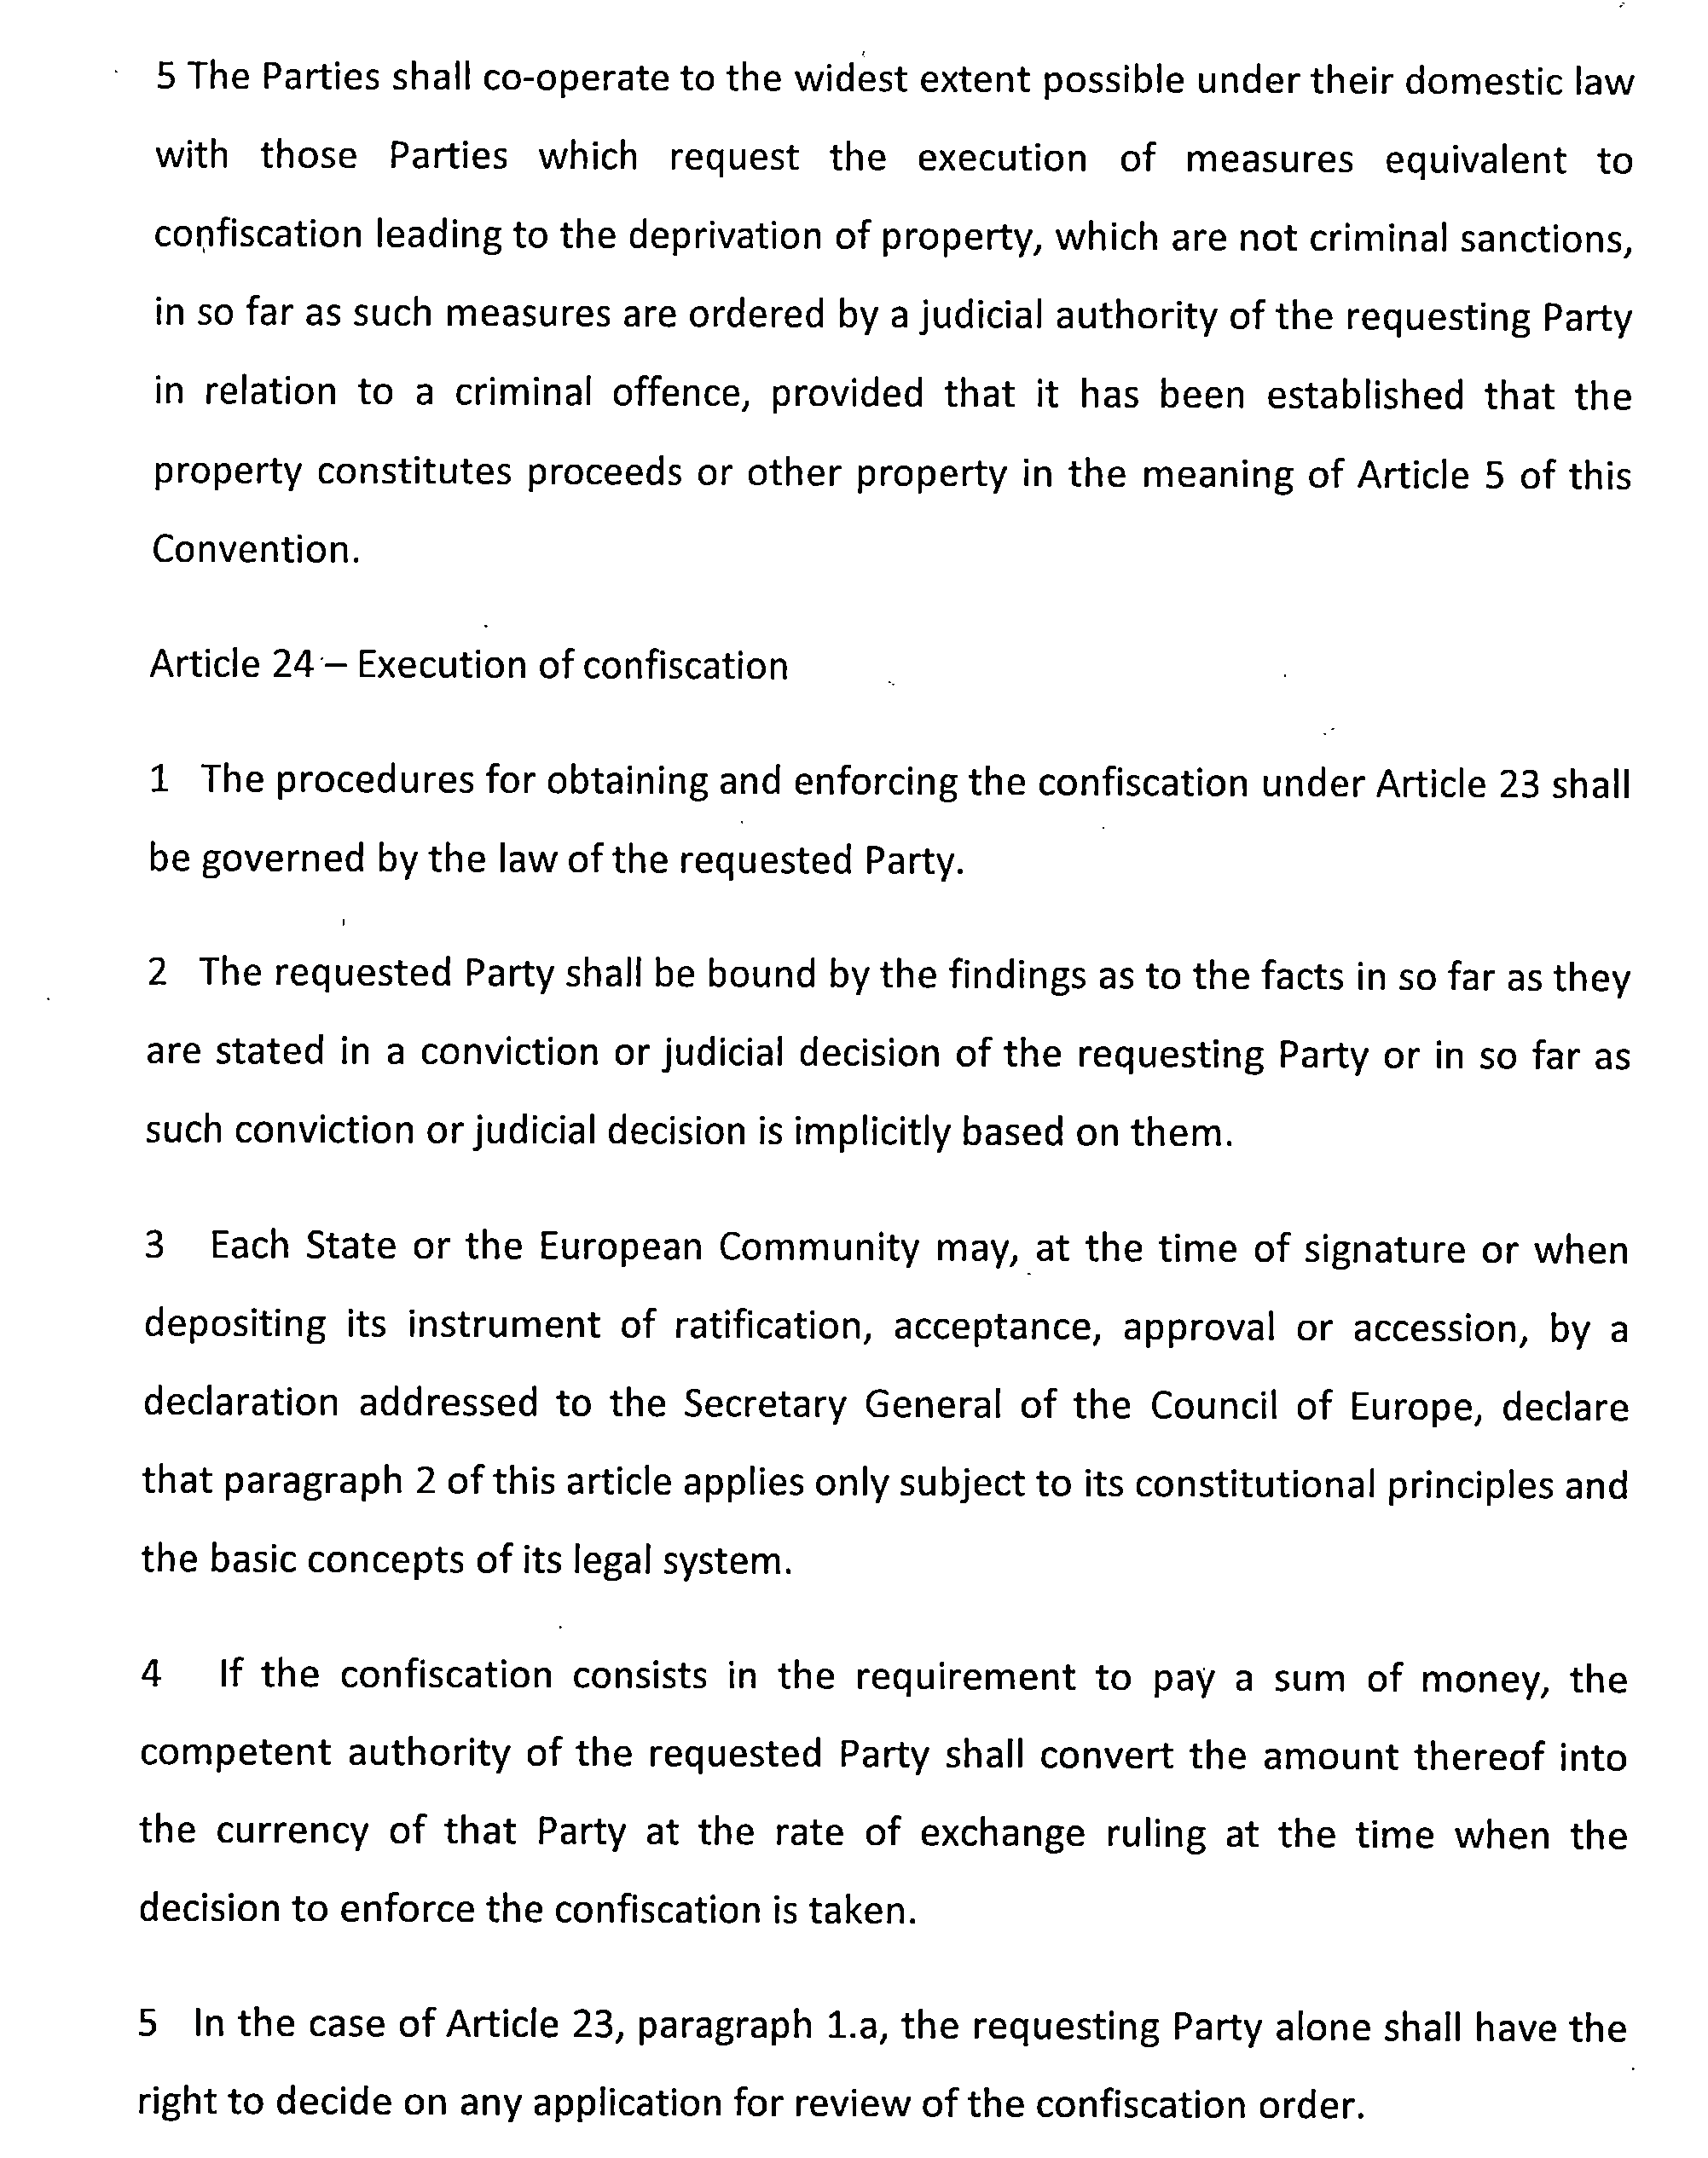 5 The Parties shall co-operate to the widest extent possible under their domestic law
with those Parties which request the execution of measures equivalent to
confiscation leading to the deprivation of property, which are not criminal sanctions,
in so far as such measures are ordered by a judicial authority of the requesting Party
in relation to a criminal offence, provided that it has been established that the
property constitutes proceeds or other property in the meaning of Article 5 of this
Convention.
Article 24 – Execution of confiscation
1 The procedures for obtaining and enforcing the confiscation under Article 23 shall
be governed by the law of the requested Party.
2 The requested Party shall be bound by the findings as to the facts in so far as they
are stated in a conviction or judicial decision of the requesting Party or in so far as
such conviction or judicial decision is implicitly based on them.
3 Each State or the European Community may, at the time of signature or when
depositing its instrument of ratification, acceptance, approval or accession, by a
declaration addressed to the Secretary General of the Council of Europe, declare
that paragraph 2 of this article applies only subject to its constitutional principles and
the basic concepts of its legal system.
4 If the confiscation consists in the requirement to pay a sum of money, the
competent authority of the requested Party shall convert the amount thereof into
the currency of that Party at the rate of exchange ruling at the time when the
decision to enforce the confiscation is taken.
5 In the case of Article 23, paragraph 1.a, the requesting Party alone shall have the
right to decide on any application for review of the confiscation order.